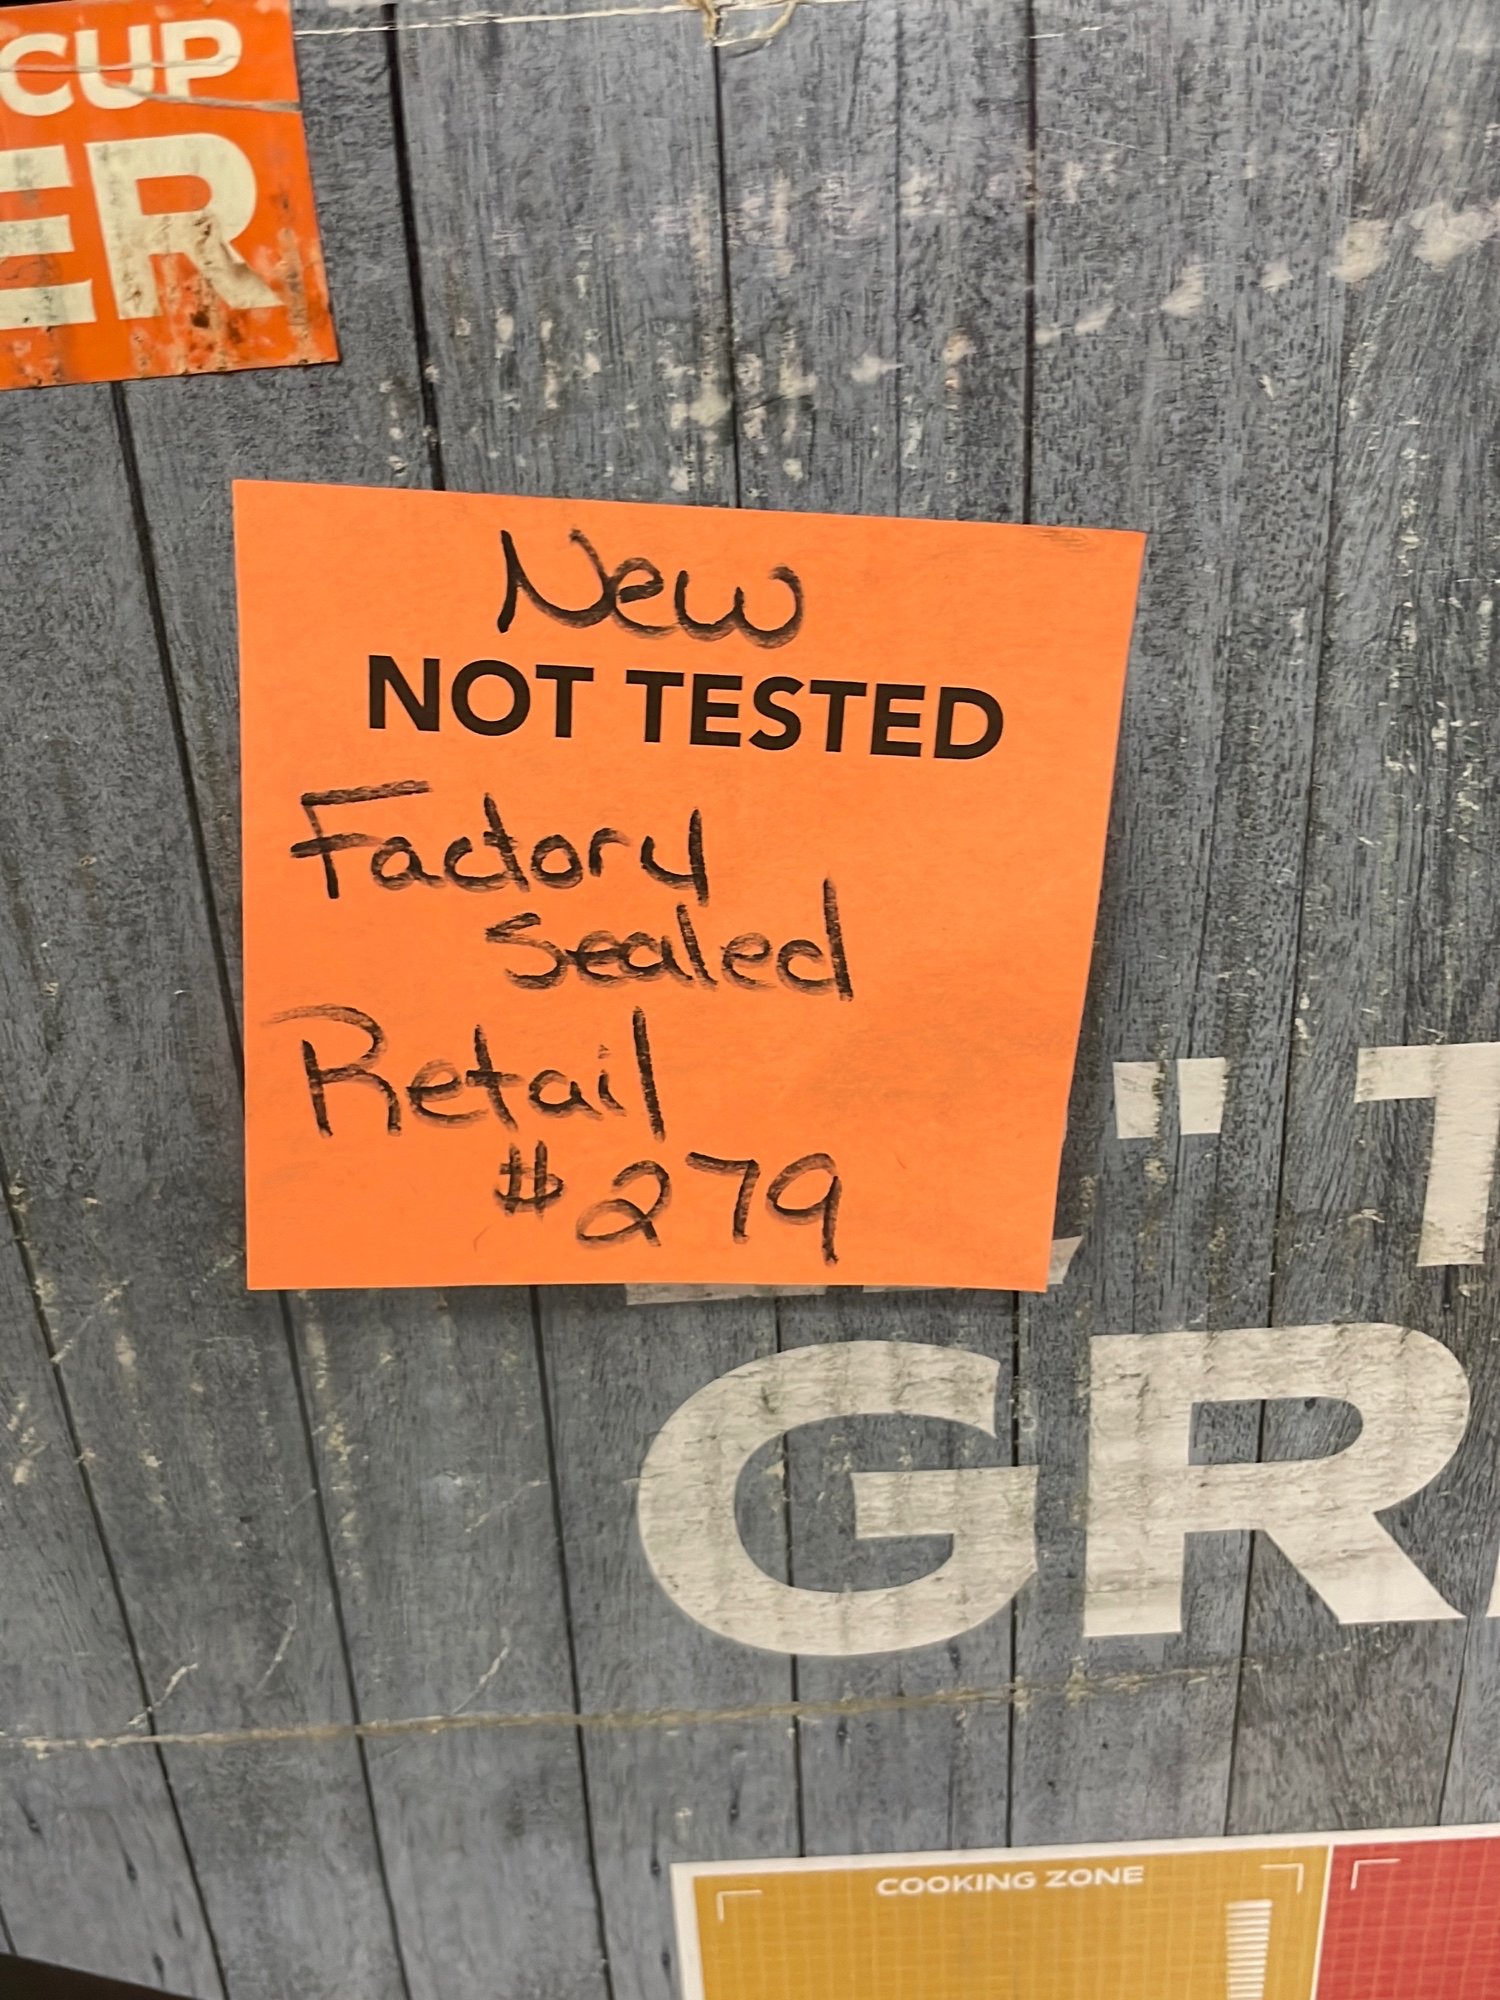 CUP
ER
New
NOT TESTED
Factory
Sealed
Retail
$279
" T
GR
COOKING ZONE